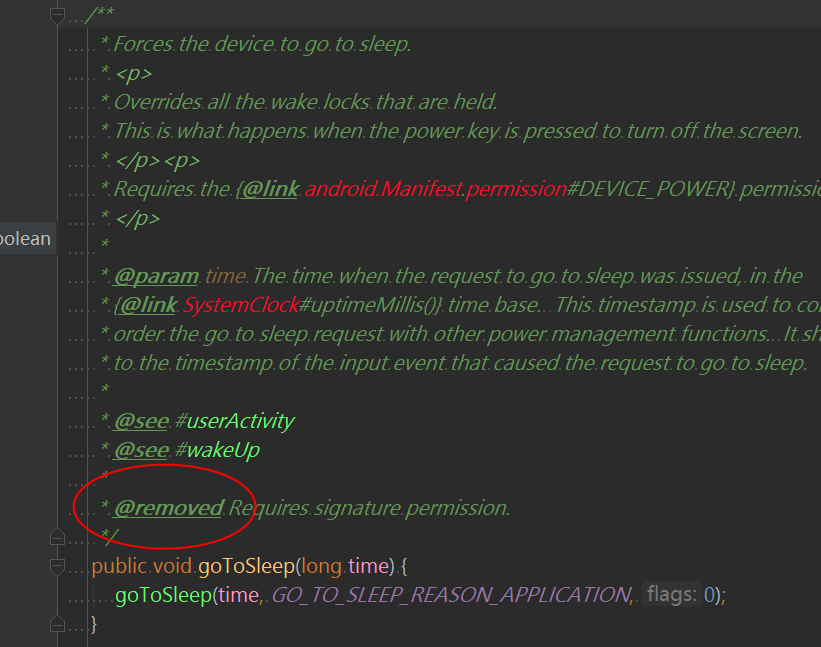 /**
* Forces the device to go to sleep.
* <p>
* Overrides all the wake locks that are held.
* This is what happens when the power key is pressed to turn off the screen.
* </p><p>
* Requires the {@link android.Manifest.permission#DEVICE_POWER}
* </p>
oolean
*
* @param time The time when the request to go to sleep was issued, in the
* {@link SystemClock#uptimeMillis()} time base. This timestamp is used to
* order the go to sleep request with other power management functions. It
* to the timestamp of the input event that caused the request to go to sleep.
*
* @see #userActivity
* @see #wakeUp
*
* @removed Requires signature permission.
*/
public void goToSleep(long time) {
goToSleep(time, GO_TO_SLEEP_REASON_APPLICATION, flags: 0);
}